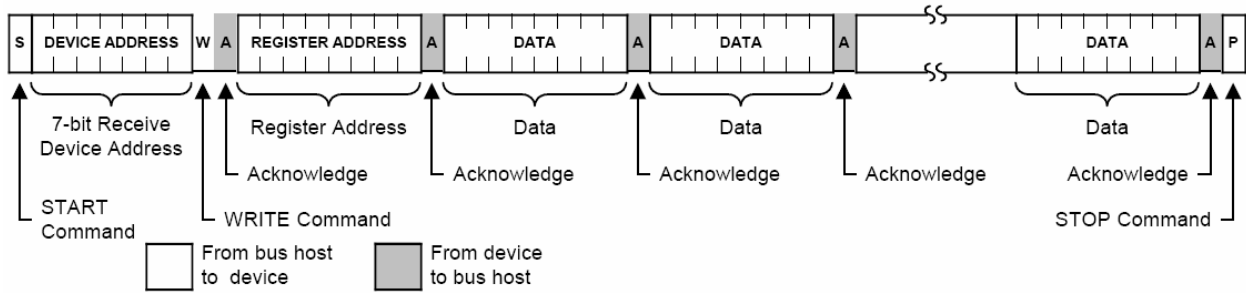 S DEVICE ADDRESS W A REGISTER ADDRESS A DATA A DATA A DATA A P
7-bit Receive
Device Address
Register Address
Data
Data
Data
Acknowledge
Acknowledge
Acknowledge
Acknowledge
Acknowledge
START
Command
WRITE Command
STOP Command
From bus host
to device
From device
to bus host